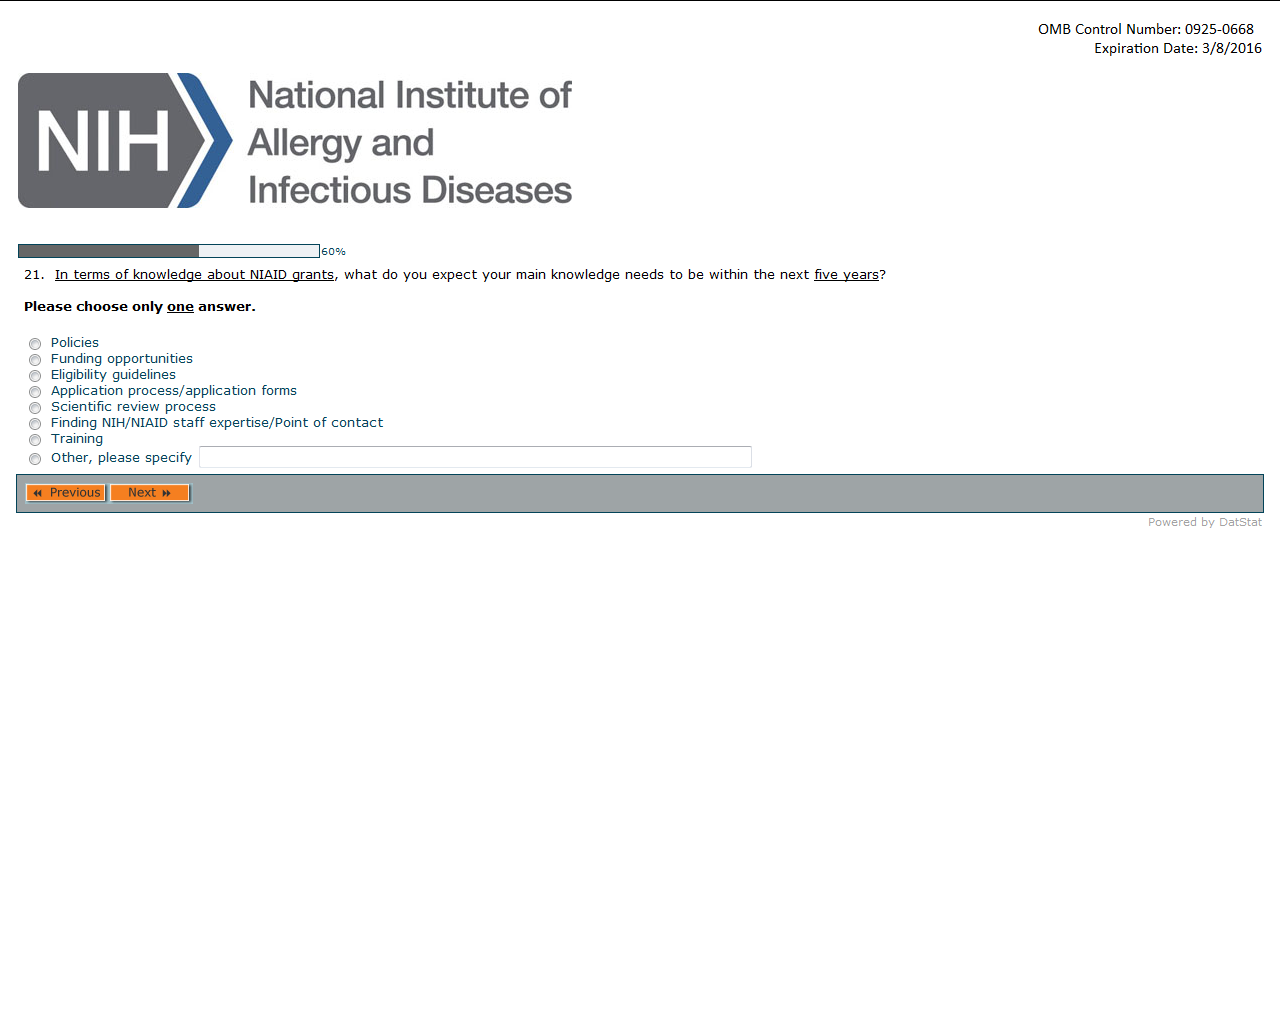 OMB Control Number: 0925-0668
Expiration Date: 3/8/2016
NIH
National Institute of
Allergy and
Infectious Diseases
60%
21. In terms of knowledge about NIAID grants, what do you expect your main knowledge needs to be within the next five years?
Please choose only one answer.
Policies
Funding opportunities
Eligibility guidelines
Application process/application forms
Scientific review process
Finding NIH/NIAID staff expertise/Point of contact
Training
Other, please specify
Previous Next
Powered by DatStat